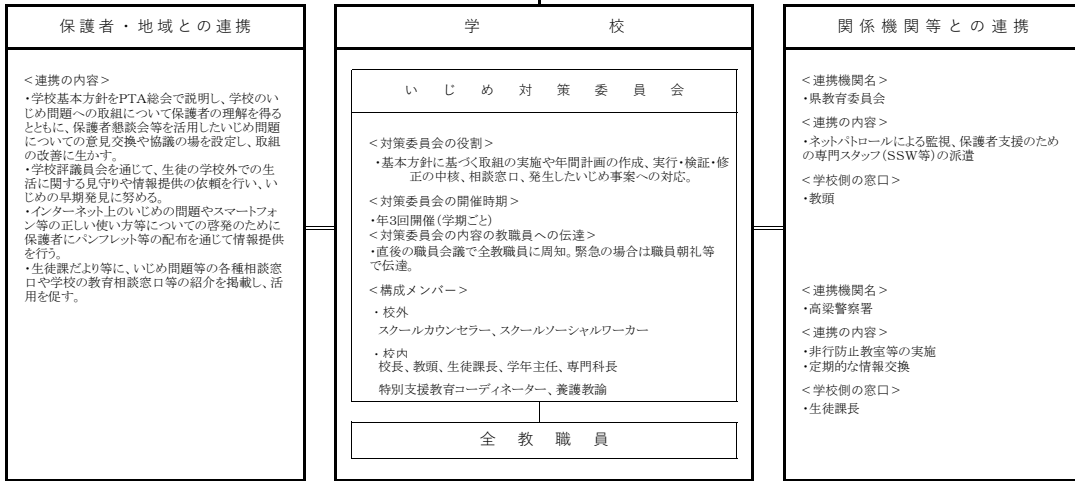 保護者・地域との連携
＜連携の内容＞
・学校基本方針をPTA総会で説明し、学校のい
じめ問題への取組について保護者の理解を得る
とともに、保護者懇談会等を活用したいじめ問題
についての意見交換や協議の場を設定し、取組
の改善に生かす。
・学校評議員会を通じて、生徒の学校外での生
活に関する見守りや情報提供の依頼を行い、い
じめの早期発見に努める。
・インターネット上のいじめの問題やスマートフォ
ン等の正しい使い方等についての啓発のために
保護者にパンフレット等の配布を通じて情報提供
を行う。
・生徒課だより等に、いじめ問題等の各種相談窓
口や学校の教育相談窓口等の紹介を掲載し、活
用を促す。
学校
いじめ対策委員会
＜対策委員会の役割＞
・基本方針に基づく取組の実施や年間計画の作成、実行・検証・修
正の中核、相談窓口、発生したいじめ事案への対応。
＜対策委員会の開催時期＞
・年3回開催（学期ごと）
＜対策委員会の内容の教職員への伝達＞
・直後の職員会議で全教職員に周知。緊急の場合は職員朝礼等
で伝達。
＜構成メンバー＞
・校外
スクールカウンセラー、スクールソーシャルワーカー
・校内
校長、教頭、生徒課長、学年主任、専門科長
特別支援教育コーディネーター、養護教諭
全教職員
関係機関等との連携
＜連携機関名＞
・県教育委員会
＜連携の内容＞
・ネットパトロールによる監視、保護者支援のため
の専門スタッフ（SSW等）の派遣
＜学校側の窓口＞
・教頭
＜連携機関名＞
・高梁警察署
＜連携の内容＞
・非行防止教室等の実施
・定期的な情報交換
＜学校側の窓口＞
・生徒課長